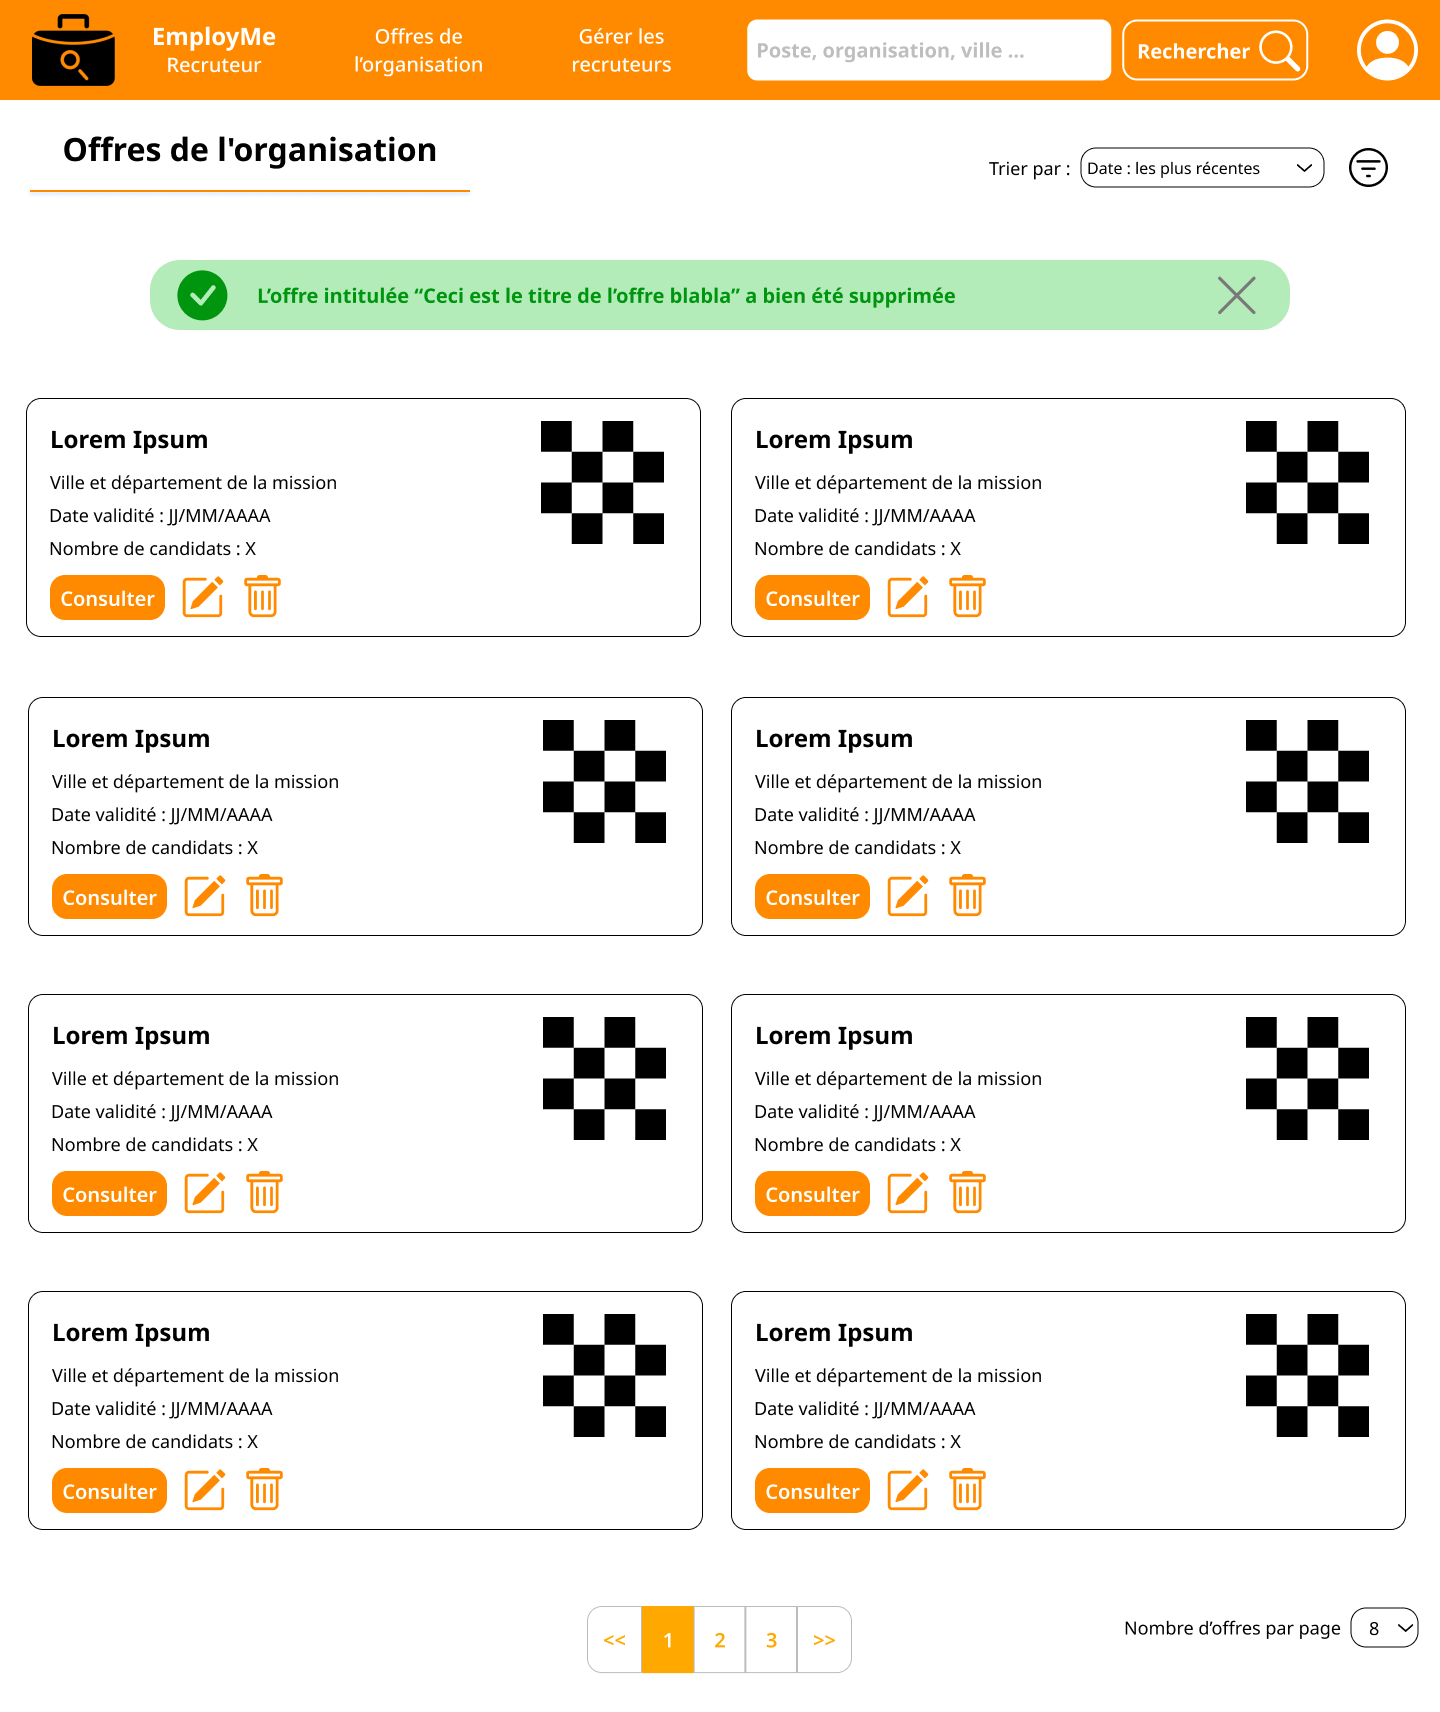 EmployMe
Recruteur
Offres de
l’organisation
Gérer les
recruteurs
Poste, organisation, ville ...
Rechercher
Offres de l'organisation
Trier par :
Date : les plus récentes
L’offre intitulée “Ceci est le titre de l’offre blabla” a bien été supprimée
Lorem Ipsum
Ville et département de la mission
Date validité : JJ/MM/AAAA
Nombre de candidats : X
Consulter
Lorem Ipsum
Ville et département de la mission
Date validité : JJ/MM/AAAA
Nombre de candidats : X
Consulter
Lorem Ipsum
Ville et département de la mission
Date validité : JJ/MM/AAAA
Nombre de candidats : X
Consulter
Lorem Ipsum
Ville et département de la mission
Date validité : JJ/MM/AAAA
Nombre de candidats : X
Consulter
Lorem Ipsum
Ville et département de la mission
Date validité : JJ/MM/AAAA
Nombre de candidats : X
Consulter
Lorem Ipsum
Ville et département de la mission
Date validité : JJ/MM/AAAA
Nombre de candidats : X
Consulter
Lorem Ipsum
Ville et département de la mission
Date validité : JJ/MM/AAAA
Nombre de candidats : X
Consulter
Lorem Ipsum
Ville et département de la mission
Date validité : JJ/MM/AAAA
Nombre de candidats : X
Consulter
<< 1 2 3 >>
Nombre d’offres par page 8